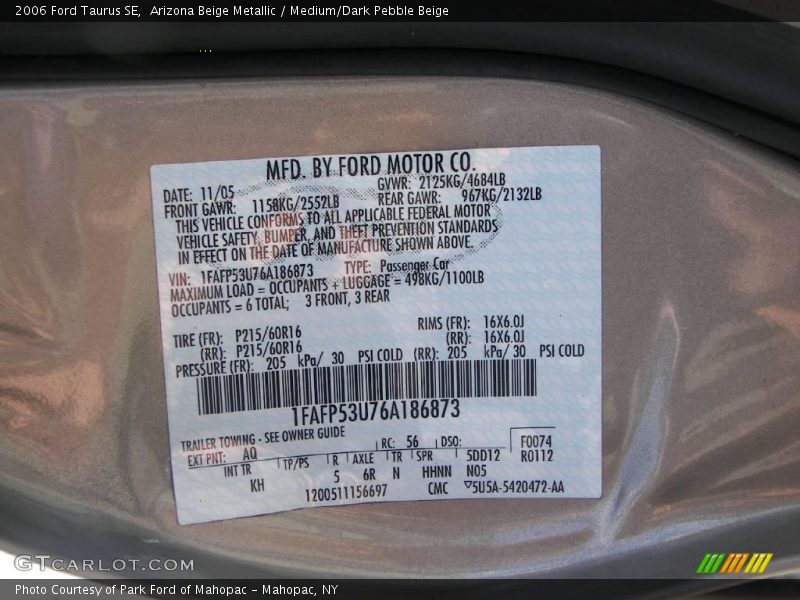 2006 Ford Taurus SE, Arizona Beige Metallic / Medium/Dark Pebble Beige
MFD. BY FORD MOTOR CO.
DATE: 11/05 GVWR: 2125KG/4684LB
FRONT GAWR: 1158KG/2552LB REAR GAWR: 967KG/2132LB
THIS VEHICLE CONFORMS TO ALL APPLICABLE FEDERAL MOTOR
VEHICLE SAFETY, BUMPER, AND THEFT PREVENTION STANDARDS
IN EFFECT ON THE DATE OF MANUFACTURE SHOWN ABOVE.
VIN: 1FAFP53U76A186873 TYPE: Passenger Car
MAXIMUM LOAD = OCCUPANTS + LUGGAGE = 498KG/1100LB
OCCUPANTS = 6 TOTAL; 3 FRONT, 3 REAR
TIRE (FR): P215/60R16 RIMS (FR): 16X6.0J
(RR): P215/60R16 (RR): 16X6.0J
PRESSURE (FR): 205 kPa/ 30 PSI COLD (RR): 205 kPa/ 30 PSI COLD
1FAFP53U76A186873
TRAILER TOWING - SEE OWNER GUIDE
EXT PNT: AQ RC: 56 DSO: F0074
R0112
INT TR TP/PS R AXLE TR SPR 5DD12
KH 5 6R N HHNN N05
1200511156697 CMC 5U5A-5420472-AA
GTCARLOT.COM
Photo Courtesy of Park Ford of Mahopac - Mahopac, NY